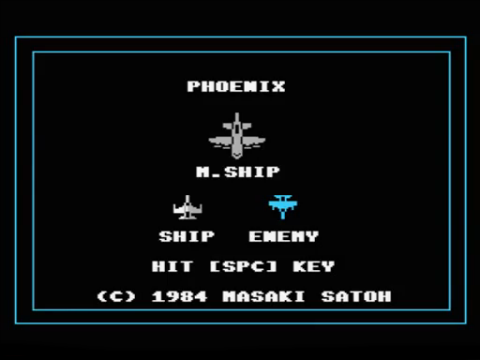 PHOENIX
M.SHIP
SHIP ENEMY
HIT [SPC] KEY
(C) 1984 MASAKI SATOH